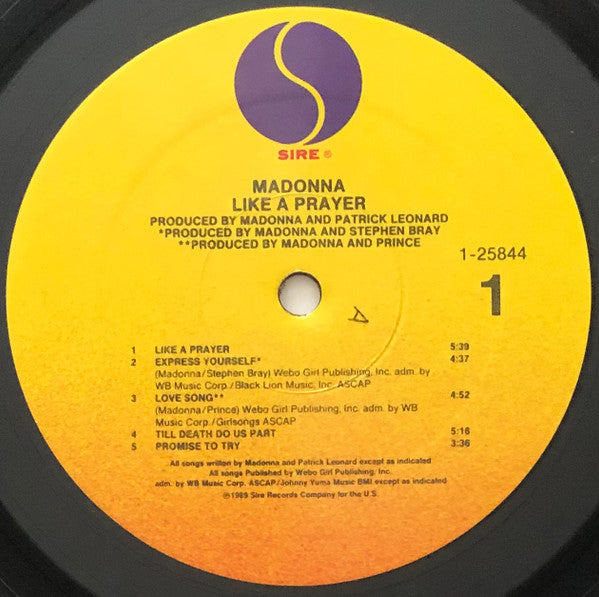 SIRE ®
MADONNA
LIKE A PRAYER
PRODUCED BY MADONNA AND PATRICK LEONARD
*PRODUCED BY MADONNA AND STEPHEN BRAY
**PRODUCED BY MADONNA AND PRINCE
1-25844
1
1 LIKE A PRAYER 5:39
2 EXPRESS YOURSELF* 4:37
(Madonna/Stephen Bray) Webo Girl Publishing, Inc. adm. by
WB Music Corp./Black Lion Music, Inc. ASCAP
3 LOVE SONG** 4:52
(Madonna/Prince) Webo Girl Publishing, Inc. adm. by WB
Music Corp./Girlsongs ASCAP
4 TILL DEATH DO US PART 5:16
5 PROMISE TO TRY 3:36
All songs written by Madonna and Patrick Leonard except as indicated
All songs Published by Webo Girl Publishing, Inc.
adm. by WB Music Corp. ASCAP/Johnny Yuma Music BMI except as indicated
℗1989 Sire Records Company for the U.S.